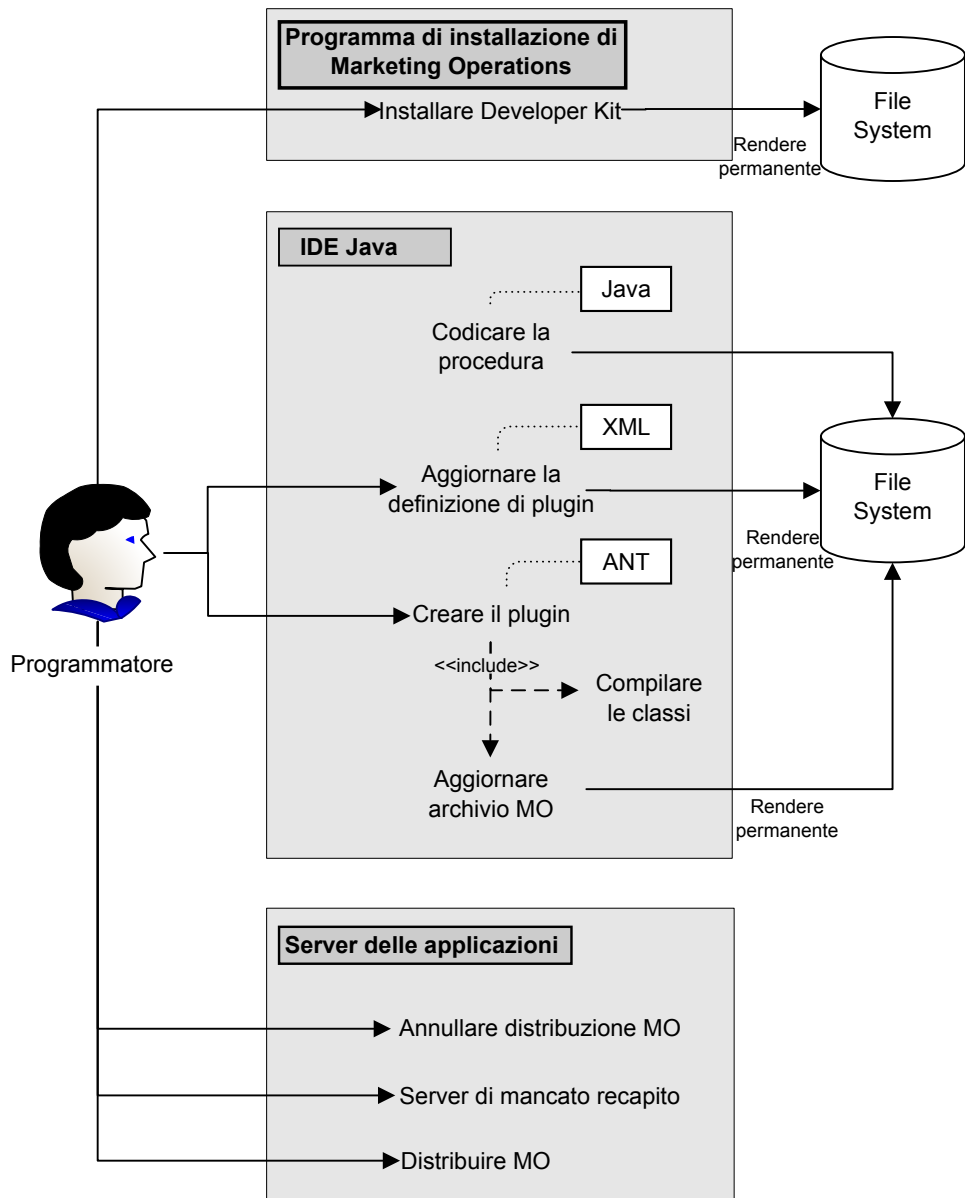 Programma di installazione di
Marketing Operations
Installare Developer Kit
File
System
Rendere
permanente
IDE Java
Java
Codicare la
procedura
XML
Aggiornare la
definizione di plugin
File
System
Rendere
permanente
ANT
Creare il plugin
Programmatore
<<include>>
Compilare
le classi
Aggiornare
archivio MO
Rendere
permanente
Server delle applicazioni
Annullare distribuzione MO
Server di mancato recapito
Distribuire MO